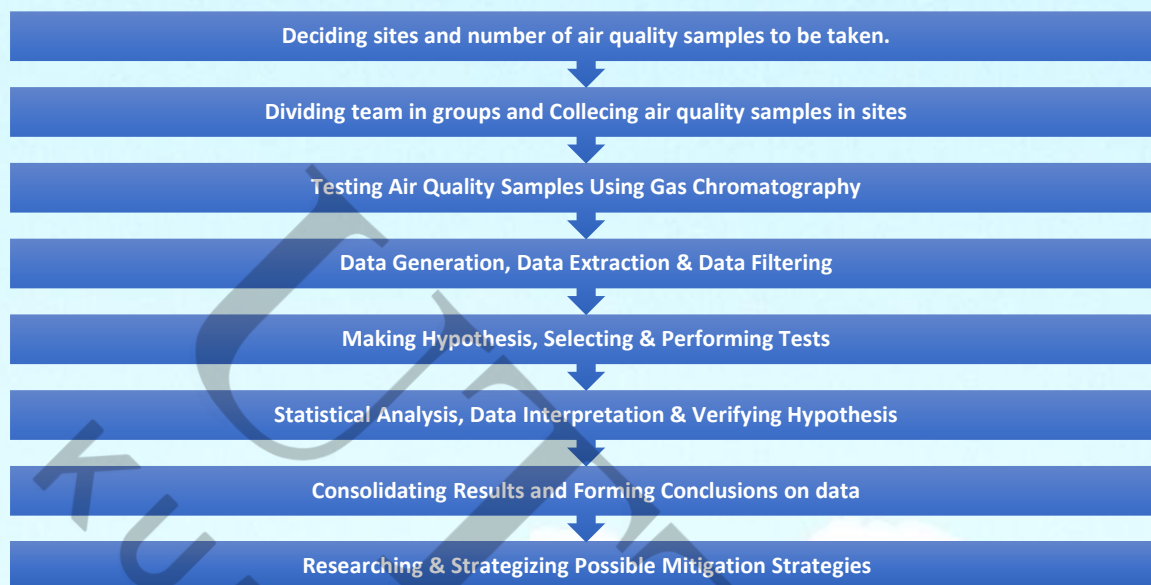 Deciding sites and number of air quality samples to be taken.
Dividing team in groups and Collecing air quality samples in sites
Testing Air Quality Samples Using Gas Chromatography
Data Generation, Data Extraction & Data Filtering
Making Hypothesis, Selecting & Performing Tests
Statistical Analysis, Data Interpretation & Verifying Hypothesis
Consolidating Results and Forming Conclusions on data
Researching & Strategizing Possible Mitigation Strategies